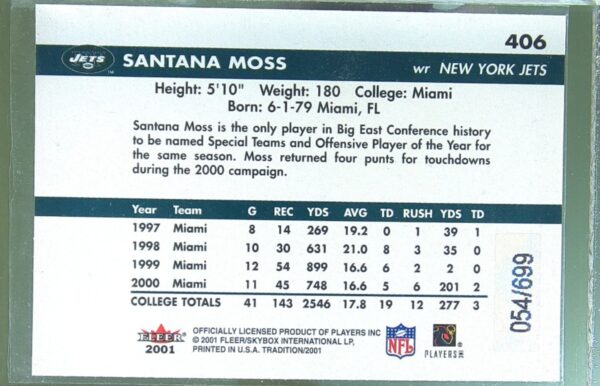 406
JETS SANTANA MOSS
wr NEW YORK JETS
Height: 5'10" Weight: 180 College: Miami
Born: 6-1-79 Miami, FL
Santana Moss is the only player in Big East Conference history
to be named Special Teams and Offensive Player of the Year for
the same season. Moss returned four punts for touchdowns
during the 2000 campaign.
Year Team G REC YDS AVG TD RUSH YDS TD
1997 Miami 8 14 269 19.2 0 1 39 1
1998 Miami 10 30 631 21.0 8 3 35 0
1999 Miami 12 54 899 16.6 6 2 2 0
2000 Miami 11 45 748 16.6 5 6 201 2
COLLEGE TOTALS 41 143 2546 17.8 19 12 277 3
054/699
FLEER
2001
OFFICIALLY LICENSED PRODUCT OF PLAYERS INC
© 2001 FLEER/SKYBOX INTERNATIONAL LP,
PRINTED IN U.S.A. TRADITION/2001
NFL
PLAYERS INC